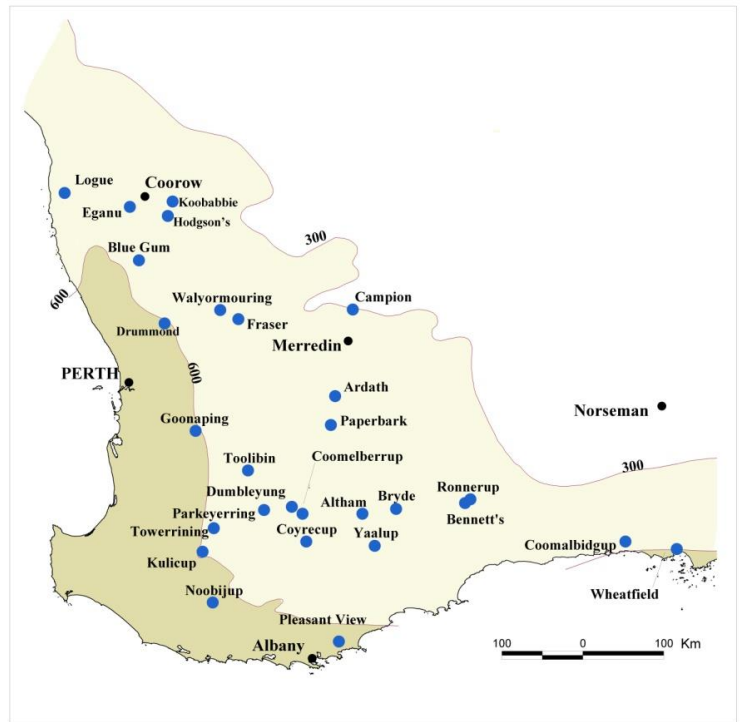 Logue
Coorow
Koobabbie
Eganu
Hodgson's
300
Blue Gum
600
Walyormouring
Campion
Drummond
Fraser
Merredin
PERTH
600
Ardath
Norseman
Goonaping
Paperbark
Toolibin
Coomelberrup
300
Dumbleyung
Altham
Bryde
Ronnerup
Parkeyerring
Bennett's
Towerrining
Coyrecup
Yaalup
Coomalbidgup
Kulicup
Noobijup
Wheatfield
Pleasant View
Albany
100 0 100 Km